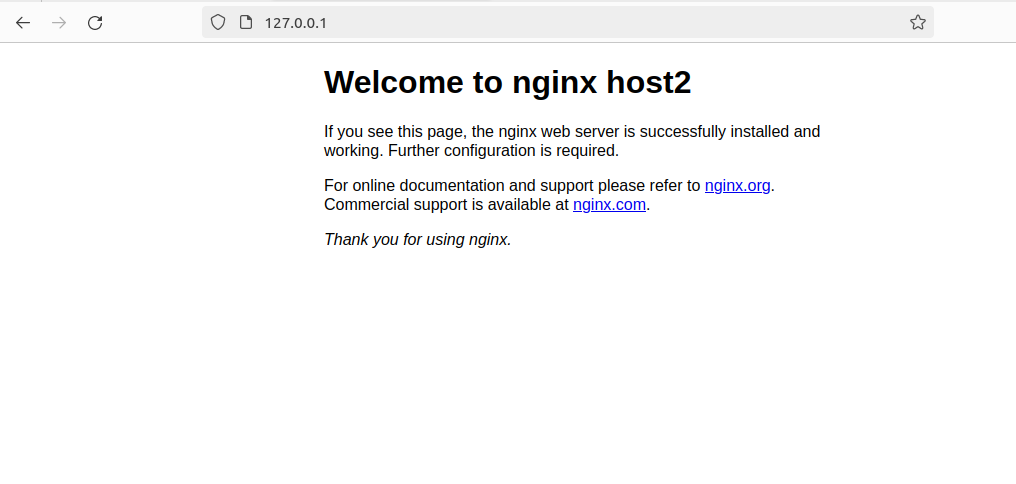 127.0.0.1
Welcome to nginx host2
If you see this page, the nginx web server is successfully installed and
working. Further configuration is required.
For online documentation and support please refer to nginx.org.
Commercial support is available at nginx.com.
Thank you for using nginx.